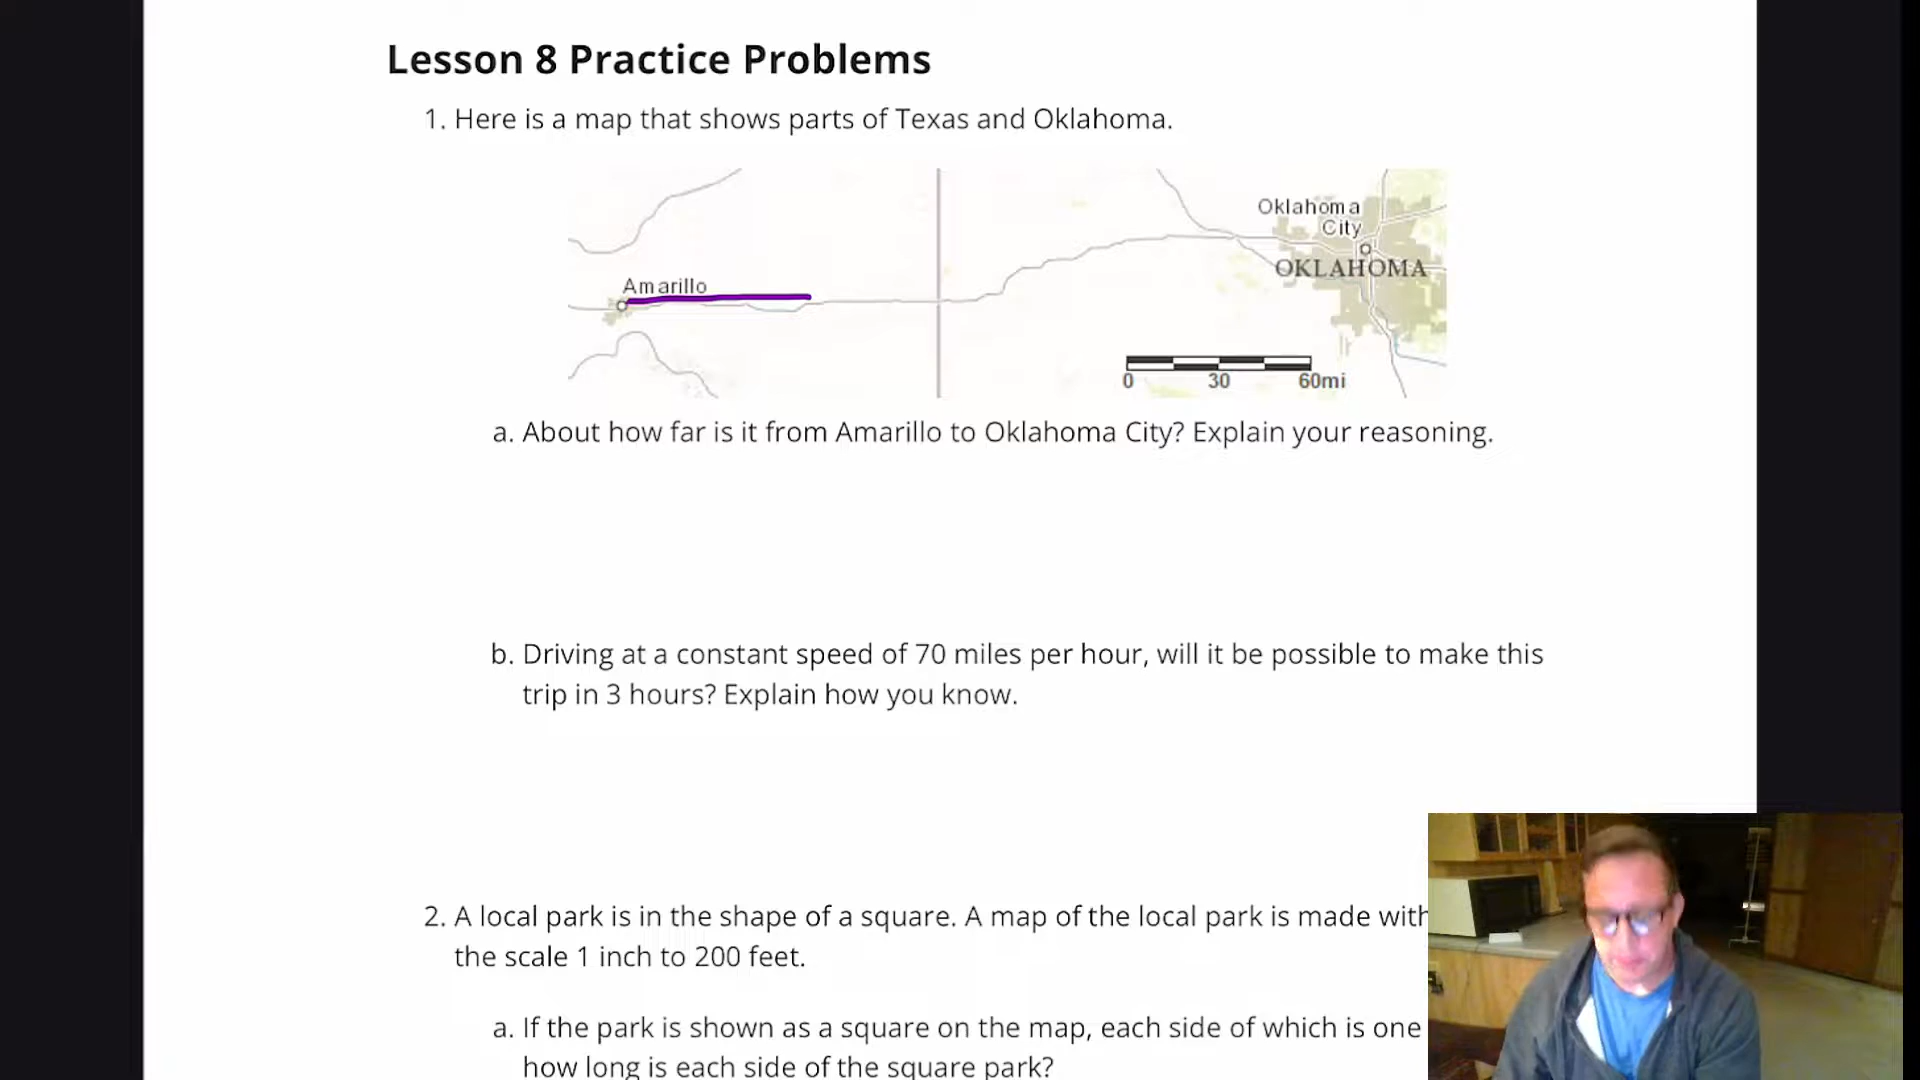 Lesson 8 Practice Problems
1. Here is a map that shows parts of Texas and Oklahoma.
Oklahoma
City
OKLAHOMA
Amarillo
0 30 60mi
a. About how far is it from Amarillo to Oklahoma City? Explain your reasoning.
b. Driving at a constant speed of 70 miles per hour, will it be possible to make this
trip in 3 hours? Explain how you know.
2. A local park is in the shape of a square. A map of the local park is made with
the scale 1 inch to 200 feet.
a. If the park is shown as a square on the map, each side of which is one
how long is each side of the square park?